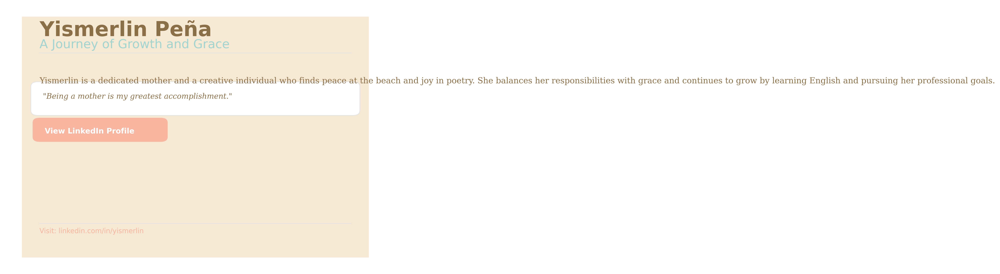 Yismerlin Peña
A Journey of Growth and Grace
Yismerlin is a dedicated mother and a creative individual who finds peace at the beach and joy in poetry. She balances her responsibilities with grace and continues to grow by learning English and pursuing her professional goals.
"Being a mother is my greatest accomplishment."
View LinkedIn Profile
Visit: linkedin.com/in/yismerlin